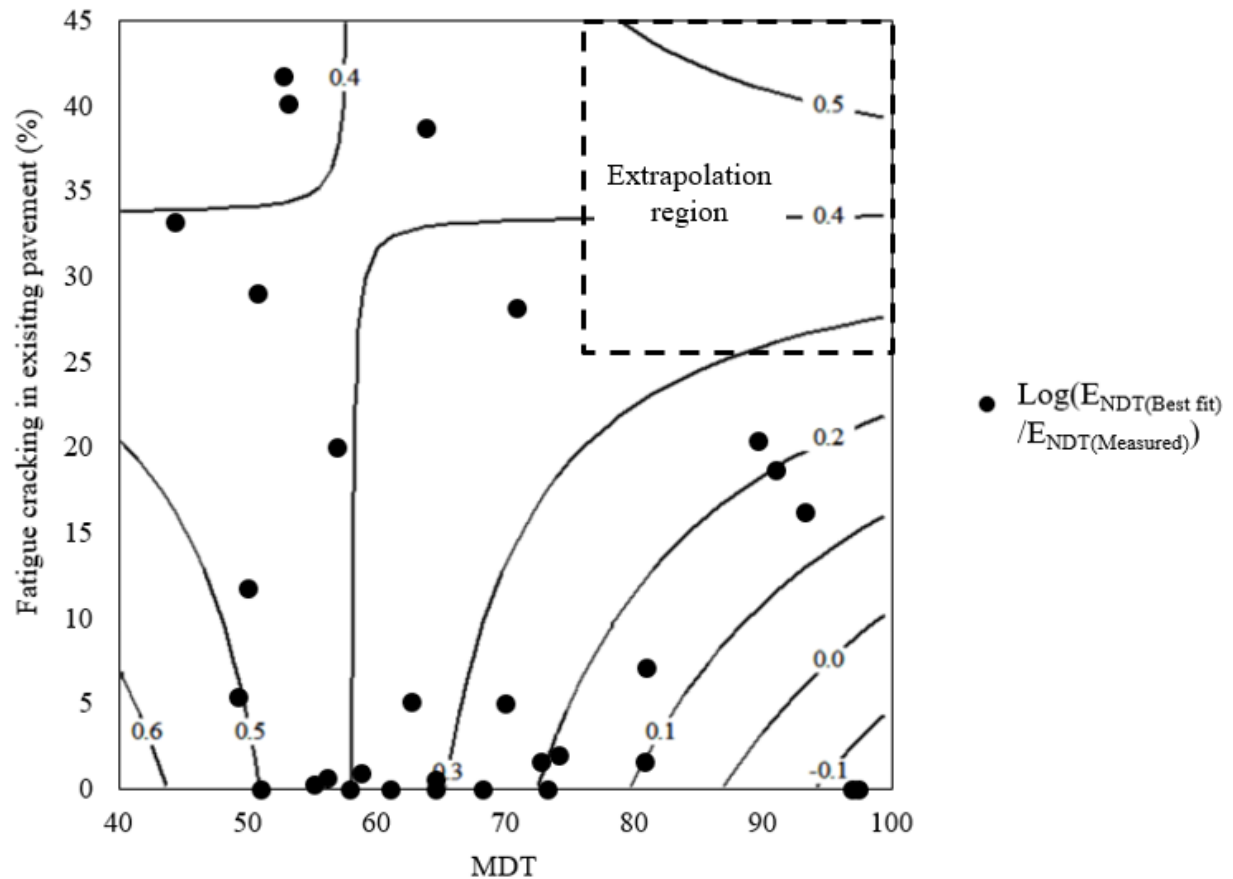 45
40
35
30
25
20
15
10
5
0
Fatigue cracking in exisitng pavement (%)
0.4
0.5
Extrapolation
region
0.4
0.2
0.6
0.5
0.3
0.1
0.0
-0.1
40 50 60 70 80 90 100
MDT
Log(E_NDT(Best fit)
/E_NDT(Measured))